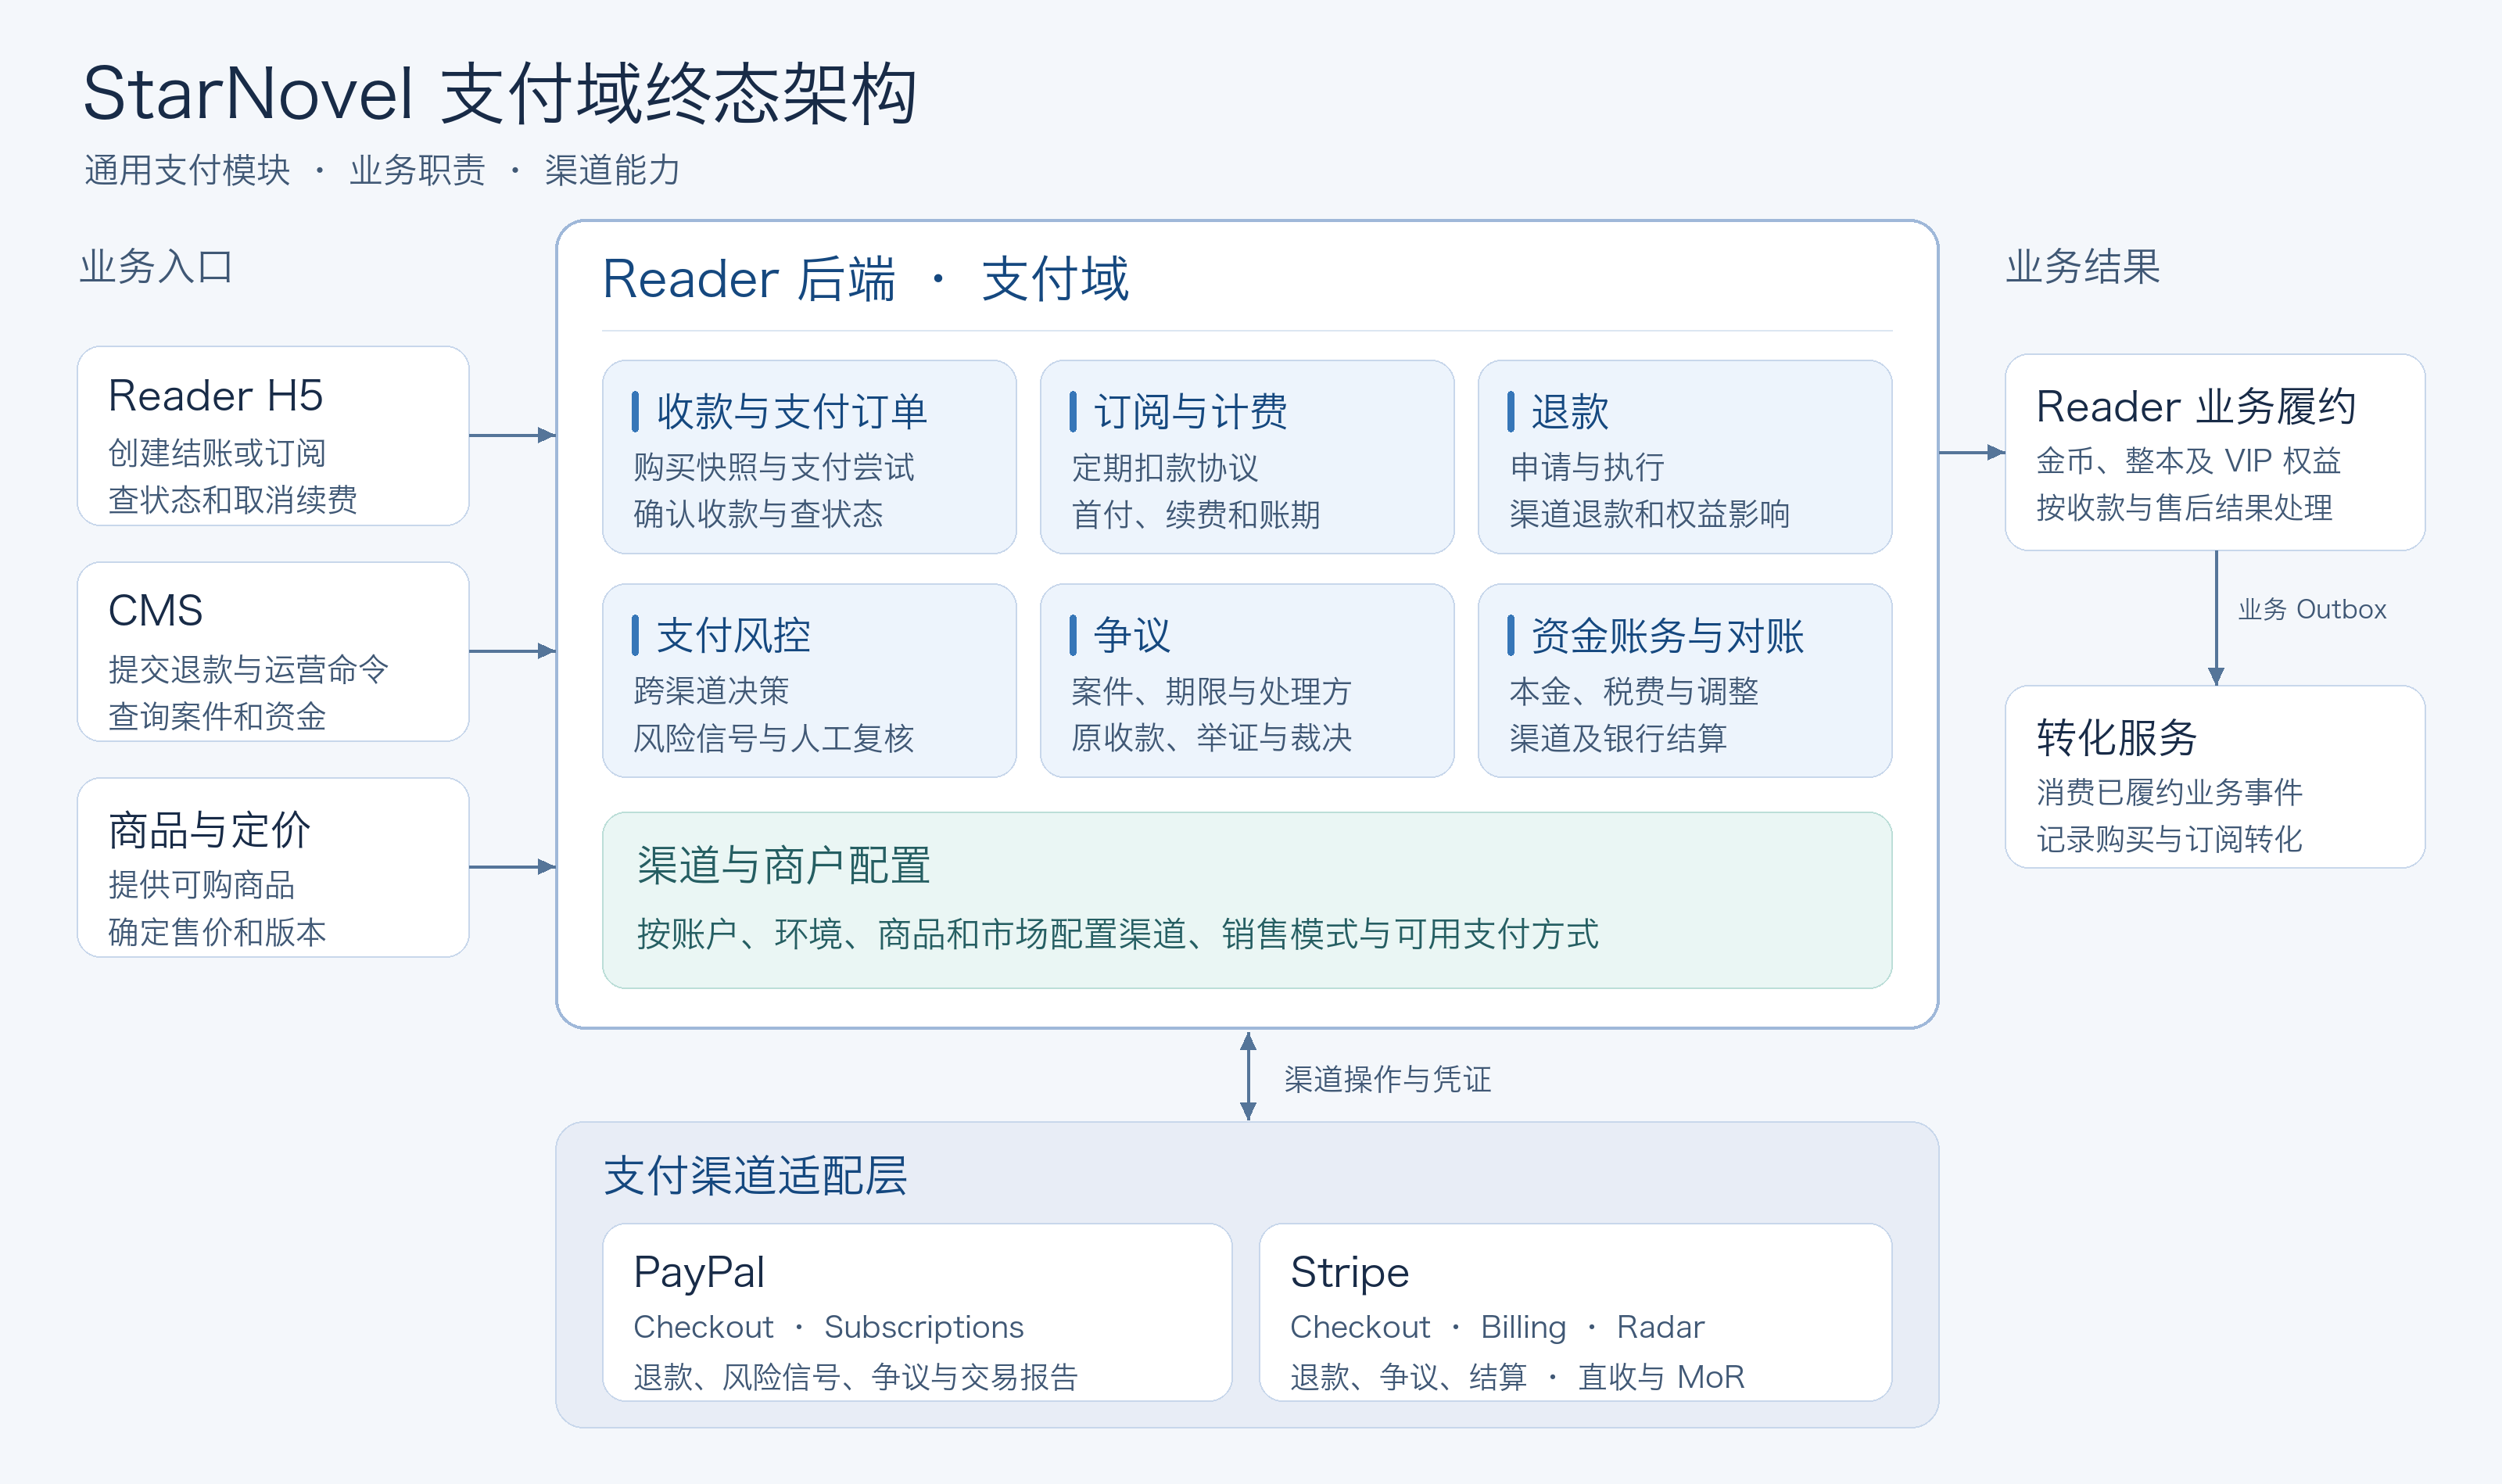 StarNovel 支付域终态架构
通用支付模块 · 业务职责 · 渠道能力
业务入口
Reader H5
创建结账或订阅
查状态和取消续费
CMS
提交退款与运营命令
查询案件和资金
商品与定价
提供可购商品
确定售价和版本
Reader 后端 · 支付域
收款与支付订单
购买快照与支付尝试
确认收款与查状态
订阅与计费
定期扣款协议
首付、续费和账期
退款
申请与执行
渠道退款和权益影响
支付风控
跨渠道决策
风险信号与人工复核
争议
案件、期限与处理方
原收款、举证与裁决
资金账务与对账
本金、税费与调整
渠道及银行结算
渠道与商户配置
按账户、环境、商品和市场配置渠道、销售模式与可用支付方式
业务结果
Reader 业务履约
金币、整本及 VIP 权益
按收款与售后结果处理
业务 Outbox
转化服务
消费已履约业务事件
记录购买与订阅转化
渠道操作与凭证
支付渠道适配层
PayPal
Checkout · Subscriptions
退款、风险信号、争议与交易报告
Stripe
Checkout · Billing · Radar
退款、争议、结算 · 直收与 MoR